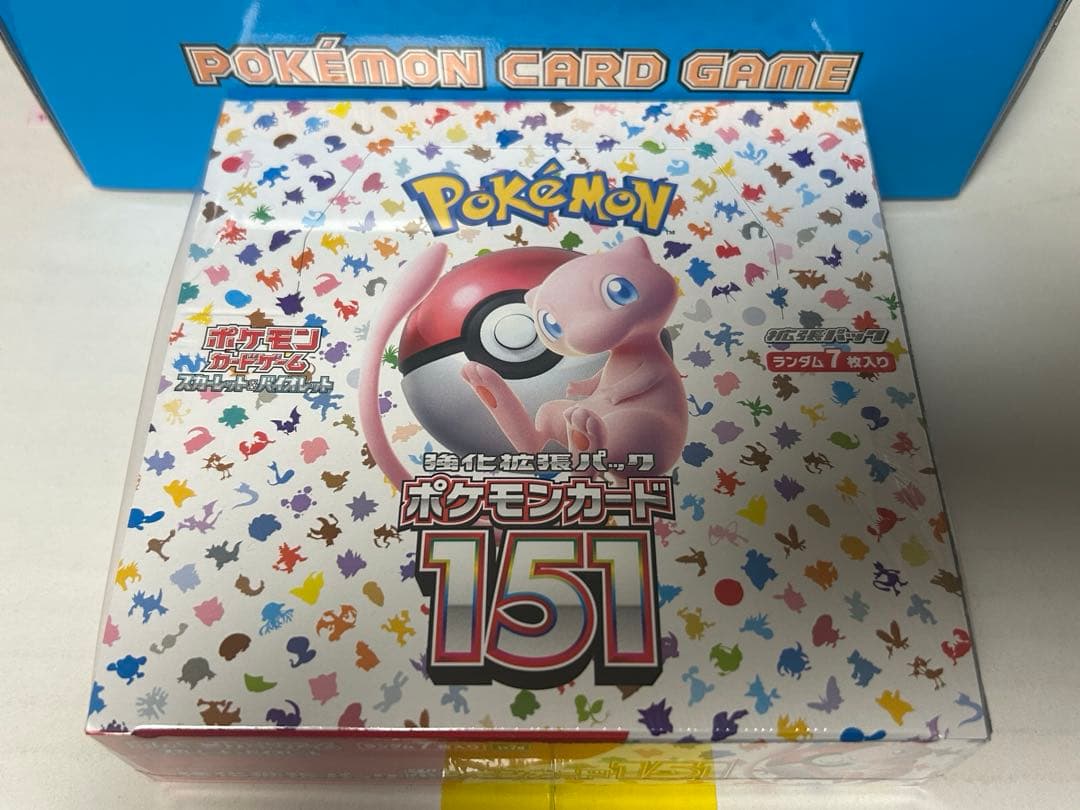 POKÉMON CARD GAME
POKéMON
ポケモン
カードゲーム
スカーレット&バイオレット
拡張パック
ランダム7枚入り
強化拡張パック
ポケモンカード
151